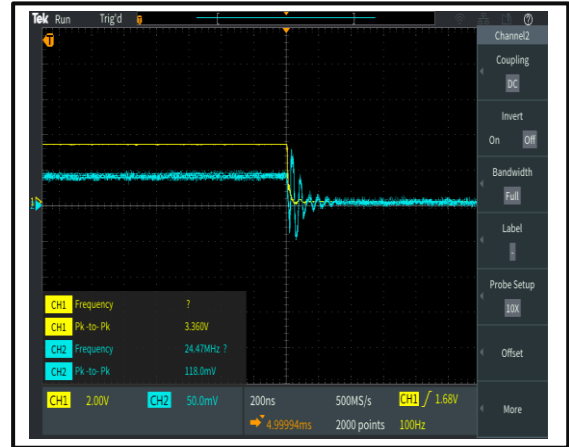 Tek Run Trig'd
Channel2
Coupling
DC
Invert
On Off
Bandwidth
Full
Label
-
Probe Setup
10X
Offset
More
CH1 Frequency ?
CH1 Pk -to- Pk 3.360V
CH2 Frequency 24.47MHz ?
CH2 Pk -to- Pk 118.0mV
CH1 2.00V CH2 50.0mV 200ns 500MS/s CH1 1.68V
4.99994ms 2000 points 100Hz